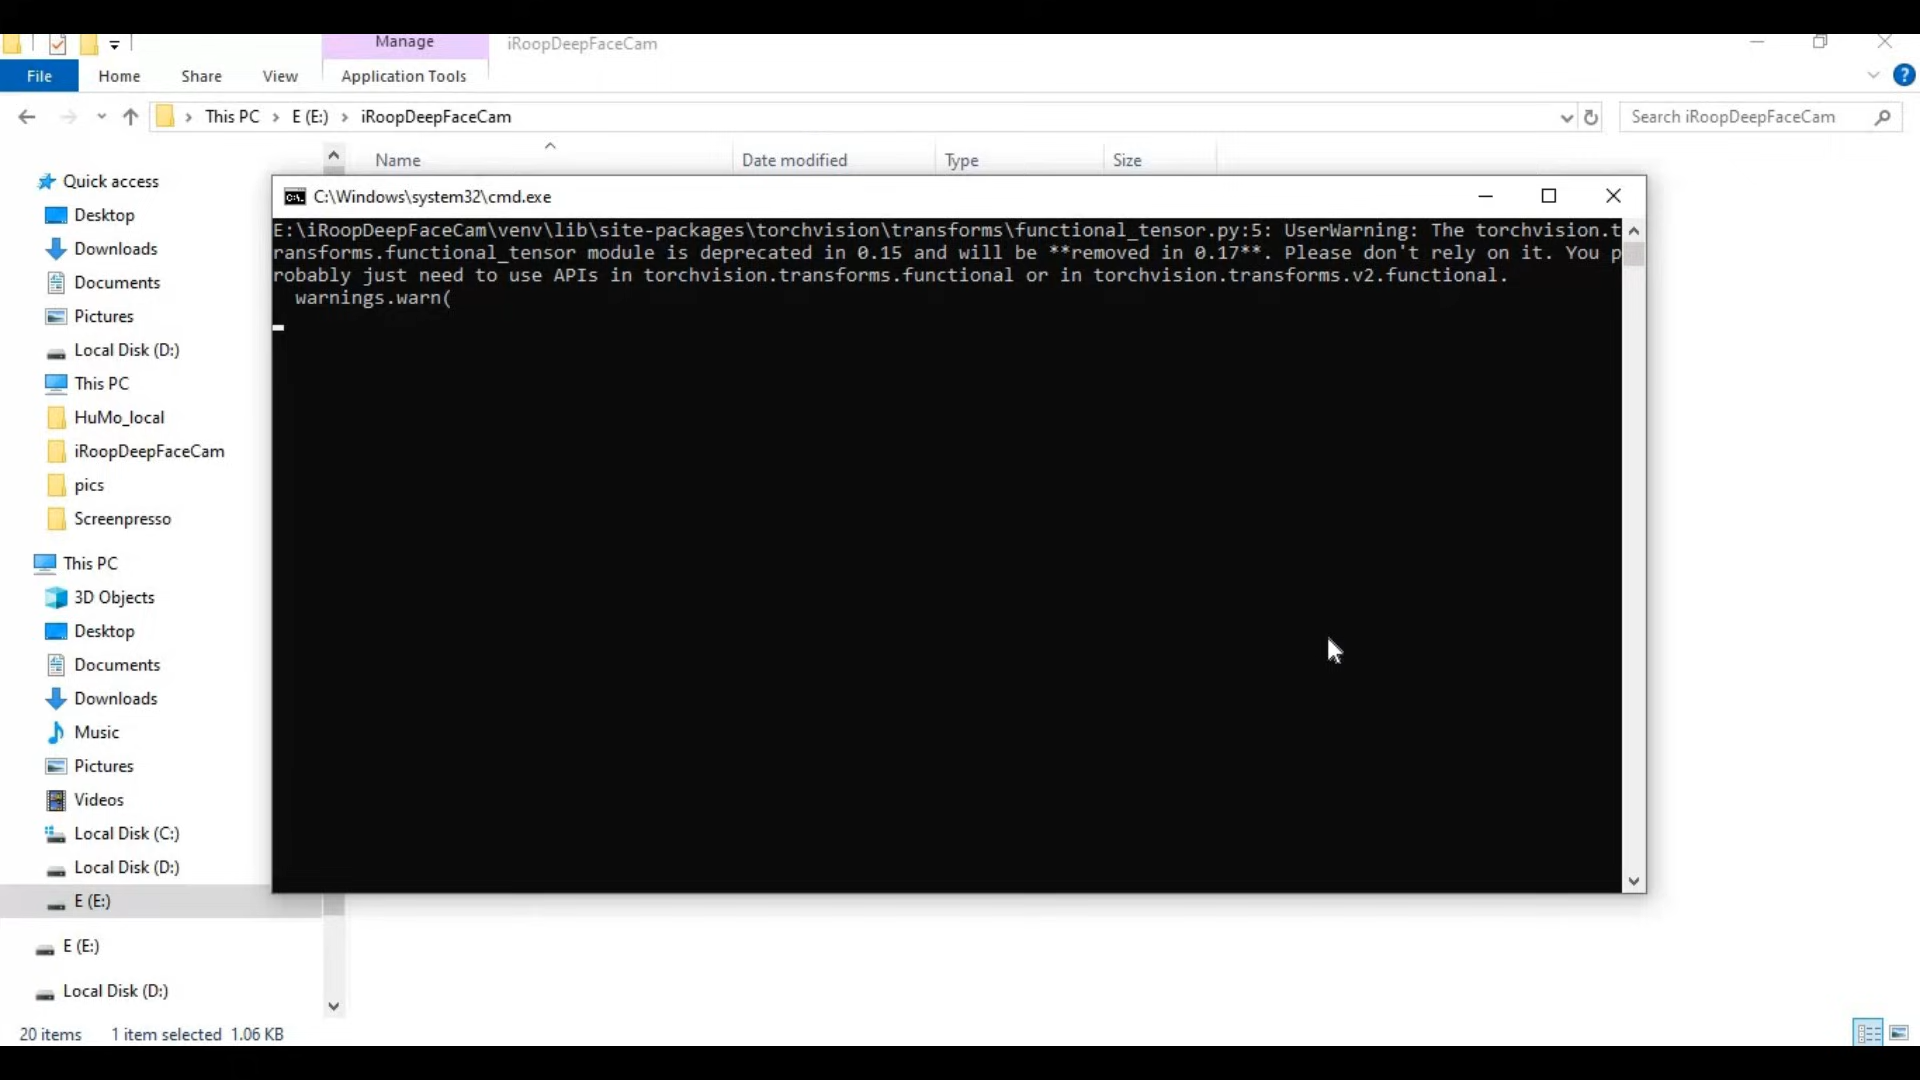 Manage
iRoopDeepFaceCam
File
Home
Share
View
Application Tools
This PC
E (E:)
iRoopDeepFaceCam
Search iRoopDeepFaceCam
Name
Date modified
Type
Size
Quick access
Desktop
Downloads
Documents
Pictures
Local Disk (D:)
This PC
HuMo_local
iRoopDeepFaceCam
pics
Screenpresso
This PC
3D Objects
Desktop
Documents
Downloads
Music
Pictures
Videos
Local Disk (C:)
Local Disk (D:)
E (E:)
E (E:)
Local Disk (D:)
C:\Windows\system32\cmd.exe
E:\iRoopDeepFaceCam\venv\lib\site-packages\torchvision\transforms\functional_tensor.py:5: UserWarning: The torchvision.t
ransforms.functional_tensor module is deprecated in 0.15 and will be **removed in 0.17**. Please don't rely on it. You p
robably just need to use APIs in torchvision.transforms.functional or in torchvision.transforms.v2.functional.
warnings.warn(
20 items
1 item selected 1.06 KB